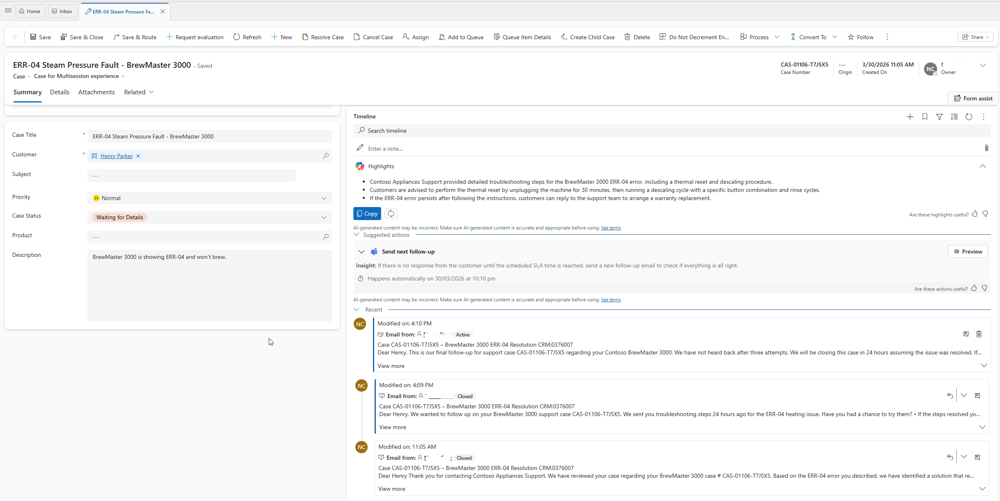 Home
Inbox
ERR-04 Steam Pressure Fa...
Save
Save & Close
Save & Route
Request evaluation
Refresh
New
Resolve Case
Cancel Case
Assign
Add to Queue
Queue Item Details
Create Child Case
Delete
Do Not Decrement En...
Process
Convert To
Follow
Share
ERR-04 Steam Pressure Fault - BrewMaster 3000 - Saved
Case · Case for Multisession experience
CAS-01106-T7J5X5
Case Number
---
Origin
3/30/2026 11:05 AM
Created On
NC
Owner
Summary
Details
Attachments
Related
Form assist
Case Title * ERR-04 Steam Pressure Fault - BrewMaster 3000
Customer * Henry Parker
Subject ---
Priority Normal
Case Status Waiting for Details
Product ---
Description BrewMaster 3000 is showing ERR-04 and won't brew.
Timeline
Search timeline
Enter a note...
Highlights
• Contoso Appliances Support provided detailed troubleshooting steps for the BrewMaster 3000 ERR-04 error, including a thermal reset and descaling procedure.
• Customers are advised to perform the thermal reset by unplugging the machine for 30 minutes, then running a descaling cycle with a specific button combination and rinse cycles.
• If the ERR-04 error persists after following the instructions, customers can reply to the support team to arrange a warranty replacement.
Copy
Are these highlights useful?
AI-generated content may be incorrect. Make sure AI-generated content is accurate and appropriate before using. See terms
Suggested actions
Send next follow-up
Preview
Insight: If there is no response from the customer until the scheduled SLA time is reached, send a new follow-up email to check if everything is all right.
Happens automatically on 30/03/2026 at 10:10 pm
Are these actions useful?
AI-generated content may be incorrect. Make sure AI-generated content is accurate and appropriate before using. See terms
Recent
NC
Modified on: 4:10 PM
Email from: Active
Case CAS-01106-T7J5X5 – BrewMaster 3000 ERR-04 Resolution CRM:0376007
Dear Henry, This is our final follow-up for support case CAS-01106-T7J5X5 regarding your Contoso BrewMaster 3000. We have not heard back after three attempts. We will be closing this case in 24 hours assuming the issue was resolved. If...
View more
NC
Modified on: 4:09 PM
Email from: Closed
Case CAS-01106-T7J5X5 – BrewMaster 3000 ERR-04 Resolution CRM:0376007
Dear Henry, We wanted to follow up on your BrewMaster 3000 support case CAS-01106-T7J5X5. We sent you troubleshooting steps 24 hours ago for the ERR-04 heating issue. Have you had a chance to try them? • If the steps resolved yo...
View more
NC
Modified on: 11:05 AM
Email from: Closed
Case CAS-01106-T7J5X5 – BrewMaster 3000 ERR-04 Resolution CRM:0376007
Dear Henry Thank you for contacting Contoso Appliances Support. We have reviewed your case regarding your BrewMaster 3000 case # CAS-01106-T7J5X5. Based on the ERR-04 error you described, we have identified a solution that re...
View more